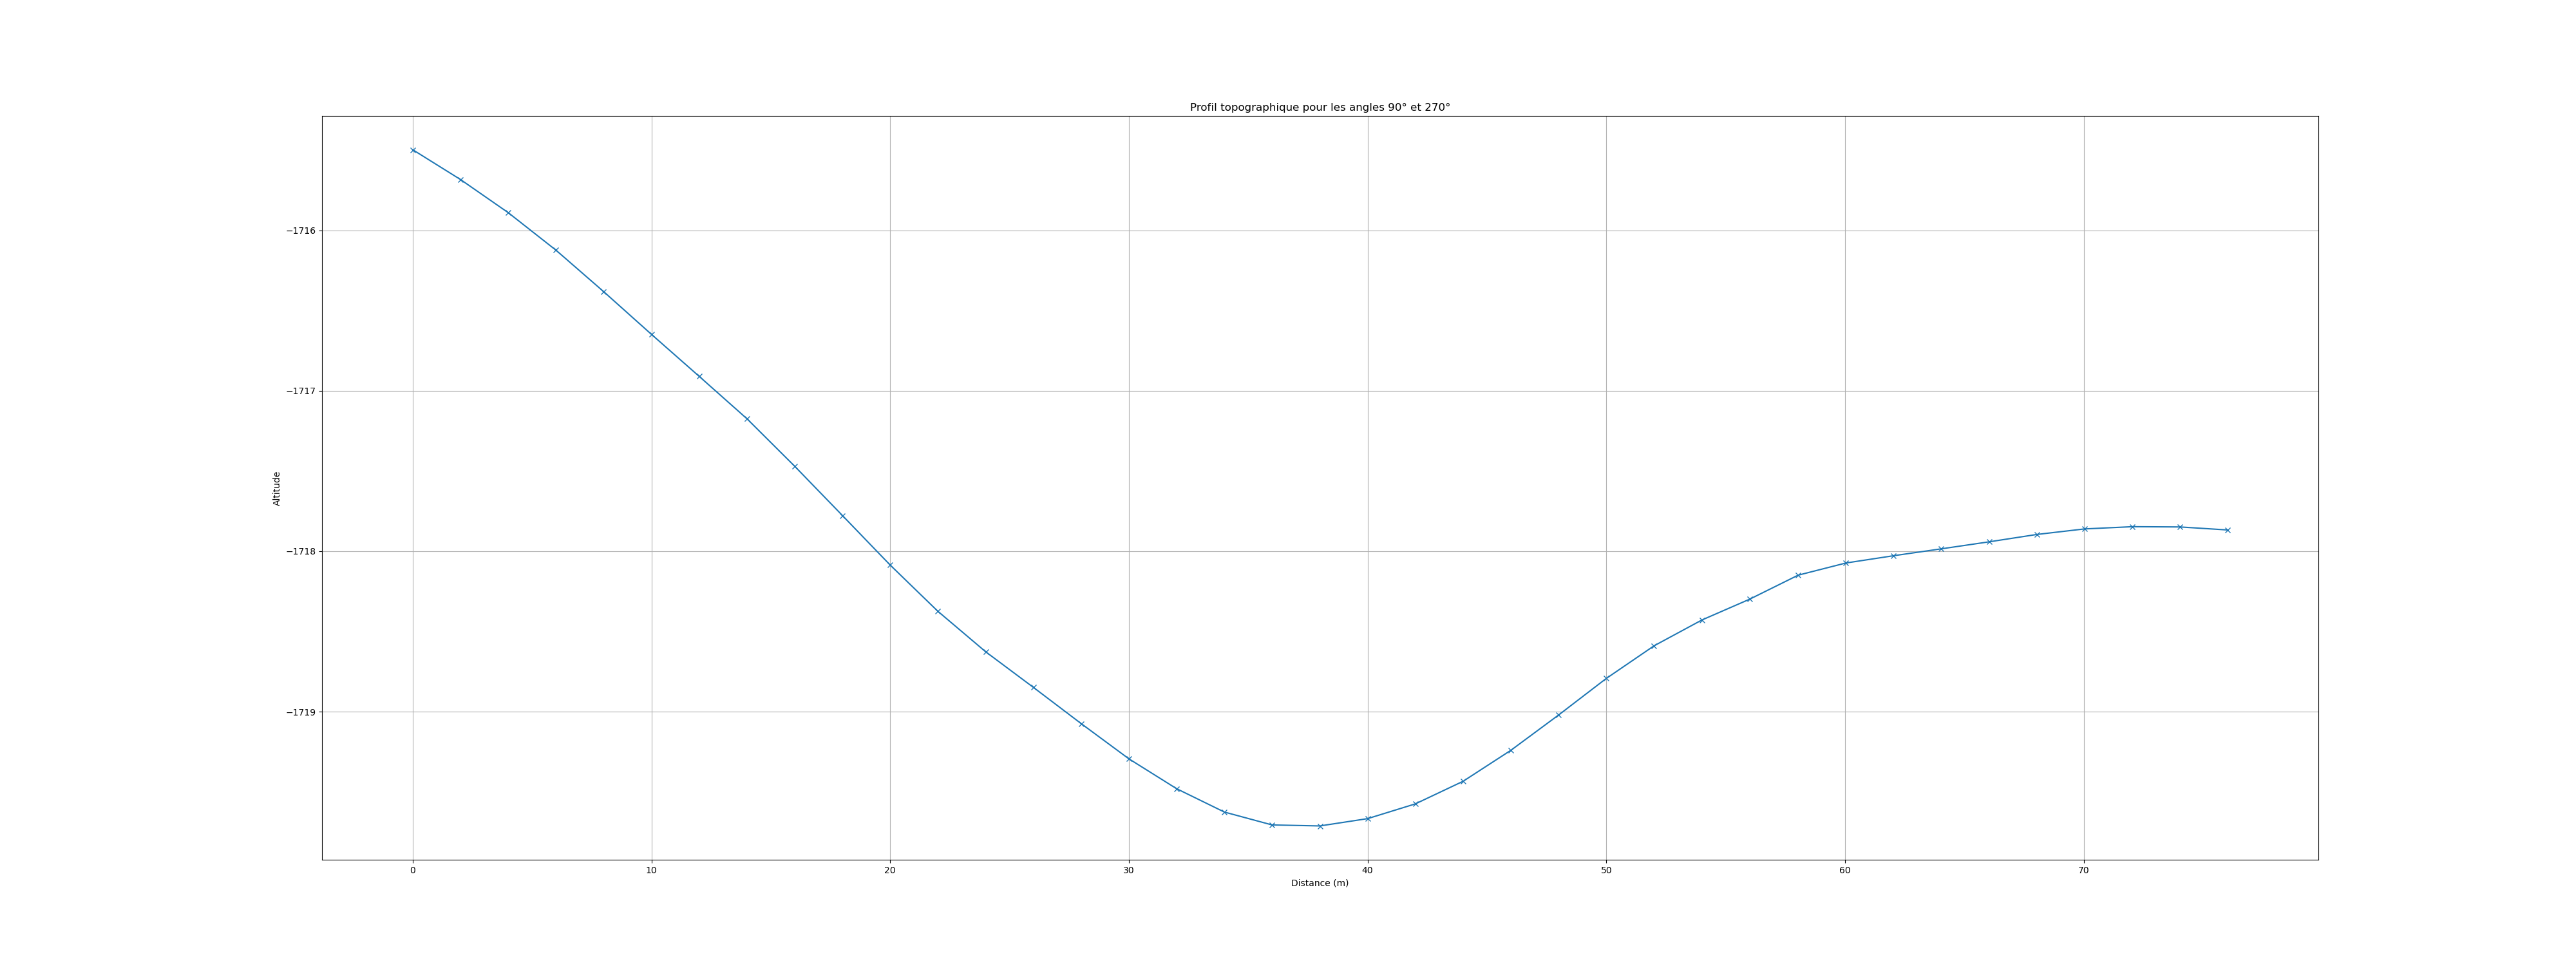 Profil topographique pour les angles 90° et 270°
−1716
−1717
−1718
−1719
Altitude
0 10 20 30 40 50 60 70
Distance (m)